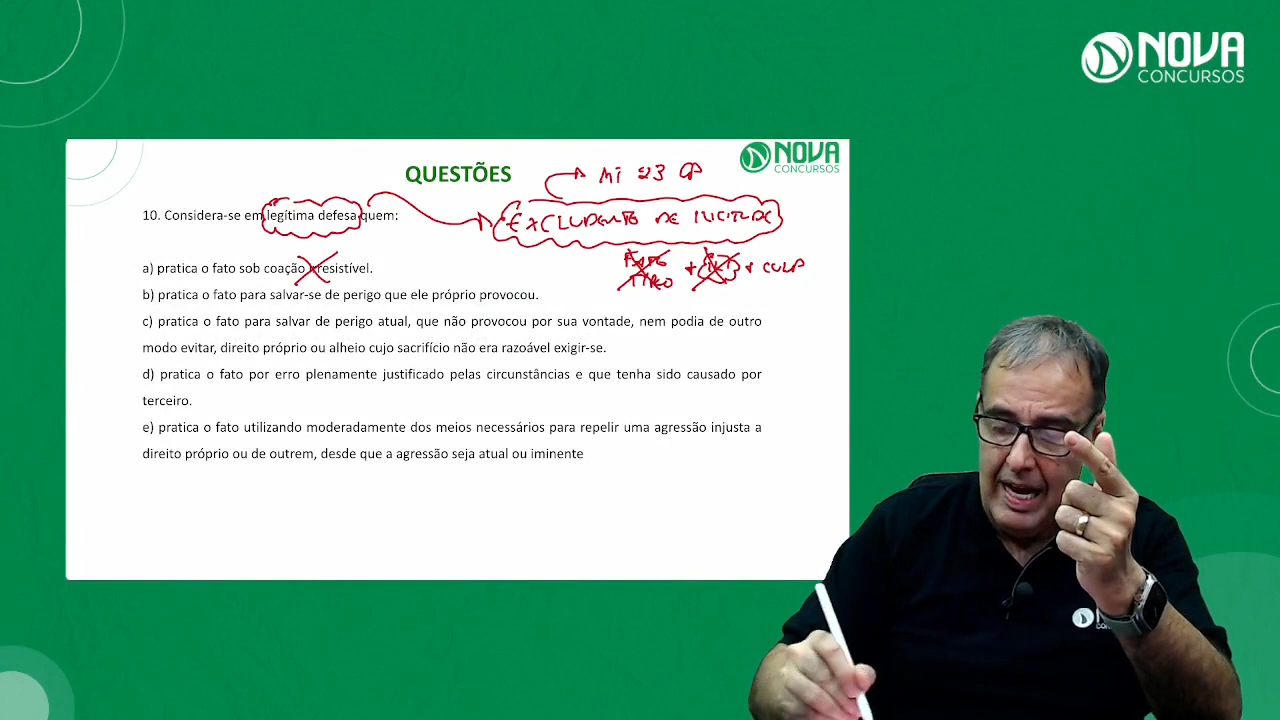 NOVA
CONCURSOS
NOVA
CONCURSOS
QUESTÕES
23 CP
10. Considera-se em legítima defesa quem:
EXCLUDENTE DE ILICITUDE
a) pratica o fato sob coação irresistível.
FATO
TÍPICO + ILI + CULP
b) pratica o fato para salvar-se de perigo que ele próprio provocou.
c) pratica o fato para salvar de perigo atual, que não provocou por sua vontade, nem podia de outro
modo evitar, direito próprio ou alheio cujo sacrifício não era razoável exigir-se.
d) pratica o fato por erro plenamente justificado pelas circunstâncias e que tenha sido causado por
terceiro.
e) pratica o fato utilizando moderadamente dos meios necessários para repelir uma agressão injusta a
direito próprio ou de outrem, desde que a agressão seja atual ou iminente